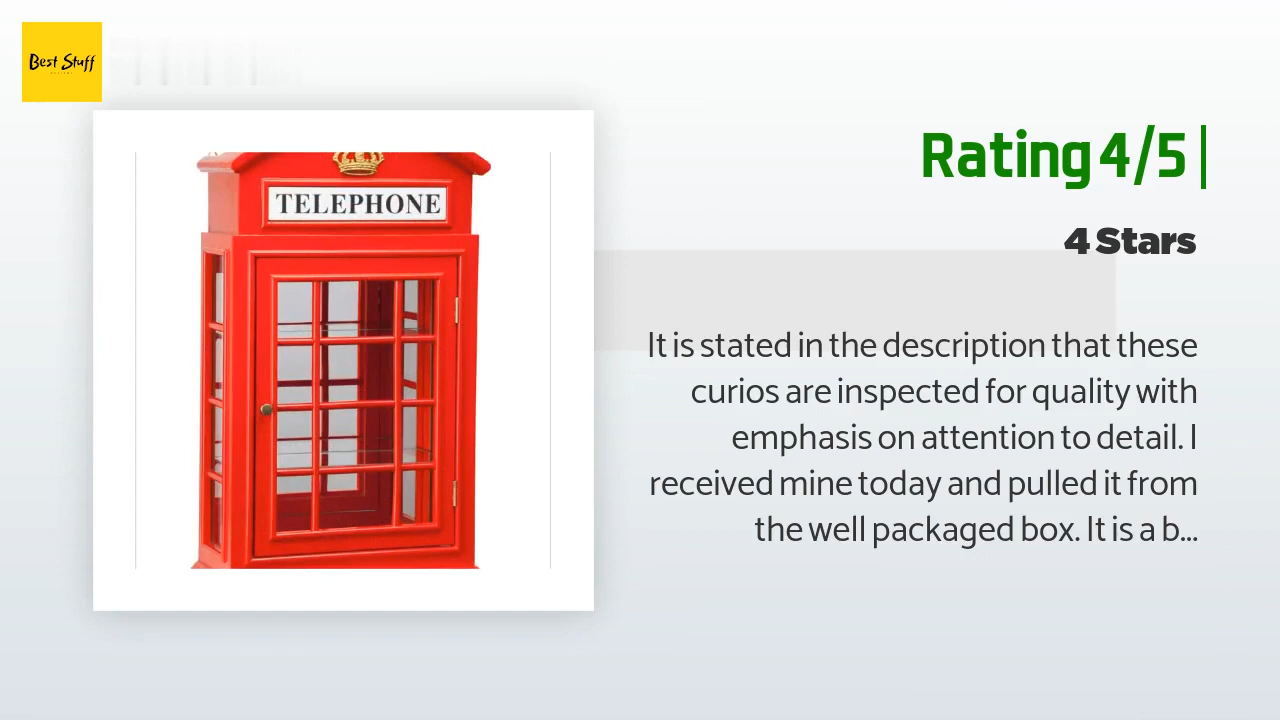 Best Stuff
TELEPHONE
Rating 4/5 |
4 Stars
It is stated in the description that these
curios are inspected for quality with
emphasis on attention to detail. I
received mine today and pulled it from
the well packaged box. It is a b...